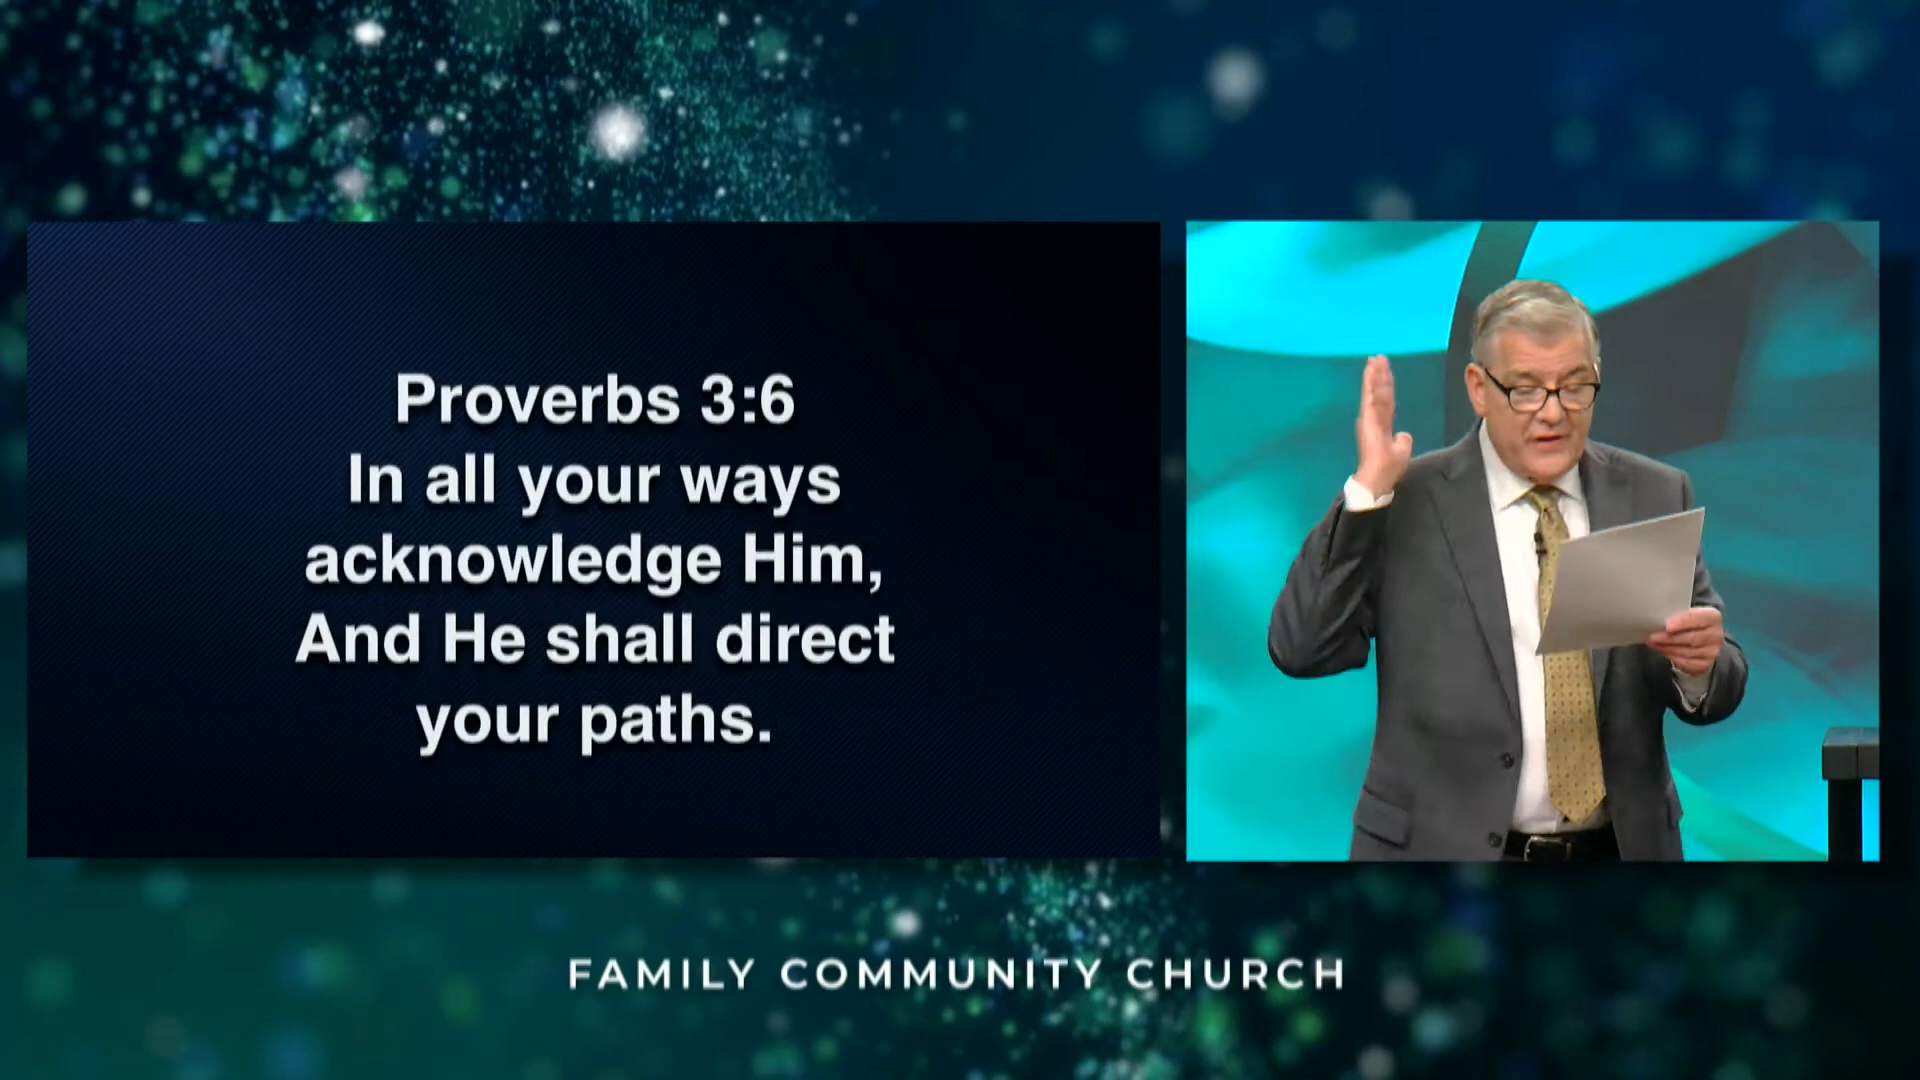 Proverbs 3:6
In all your ways
acknowledge Him,
And He shall direct
your paths.
FAMILY COMMUNITY CHURCH